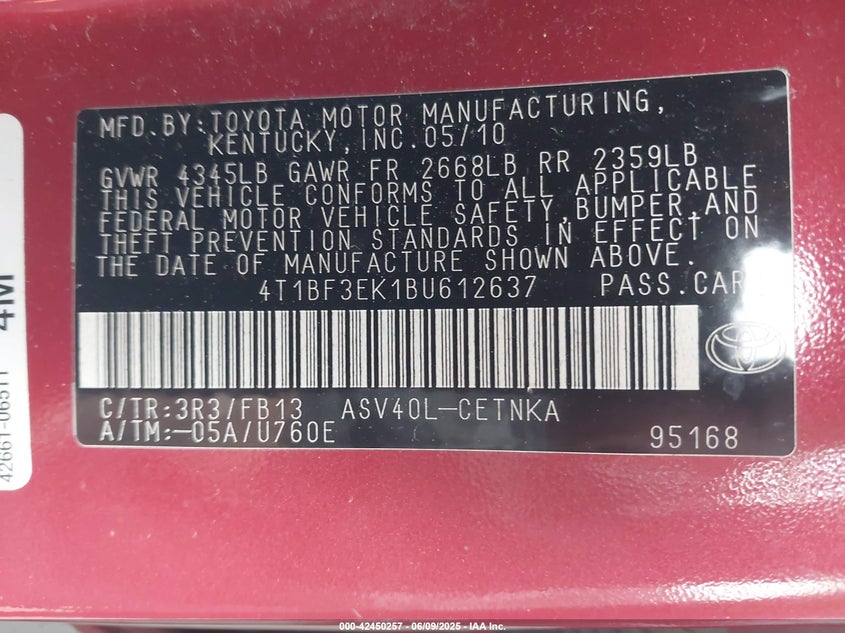 MFD. BY: TOYOTA MOTOR MANUFACTURING,
KENTUCKY, INC. 05/10
GVWR 4345LB GAWR FR 2668LB RR 2359LB
THIS VEHICLE CONFORMS TO ALL APPLICABLE
FEDERAL MOTOR VEHICLE SAFETY, BUMPER, AND
THEFT PREVENTION STANDARDS IN EFFECT ON
THE DATE OF MANUFACTURE SHOWN ABOVE.
4T1BF3EK1BU612637 PASS. CAR
C/TR: 3R3/FB13 ASV40L-CETNKA
A/TM: -05A/U760E 95168
4M
42661-06511
000-42450257 - 06/09/2025 - IAA Inc.